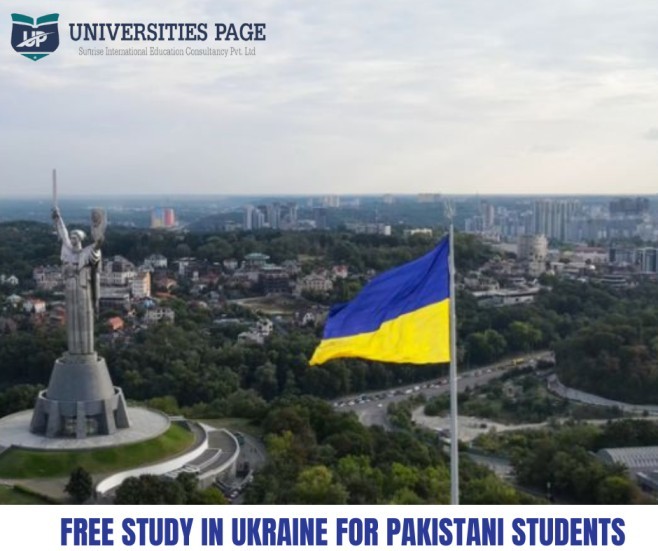 UP
UNIVERSITIES PAGE
Sunrise International Education Consultancy Pvt. Ltd
FREE STUDY IN UKRAINE FOR PAKISTANI STUDENTS